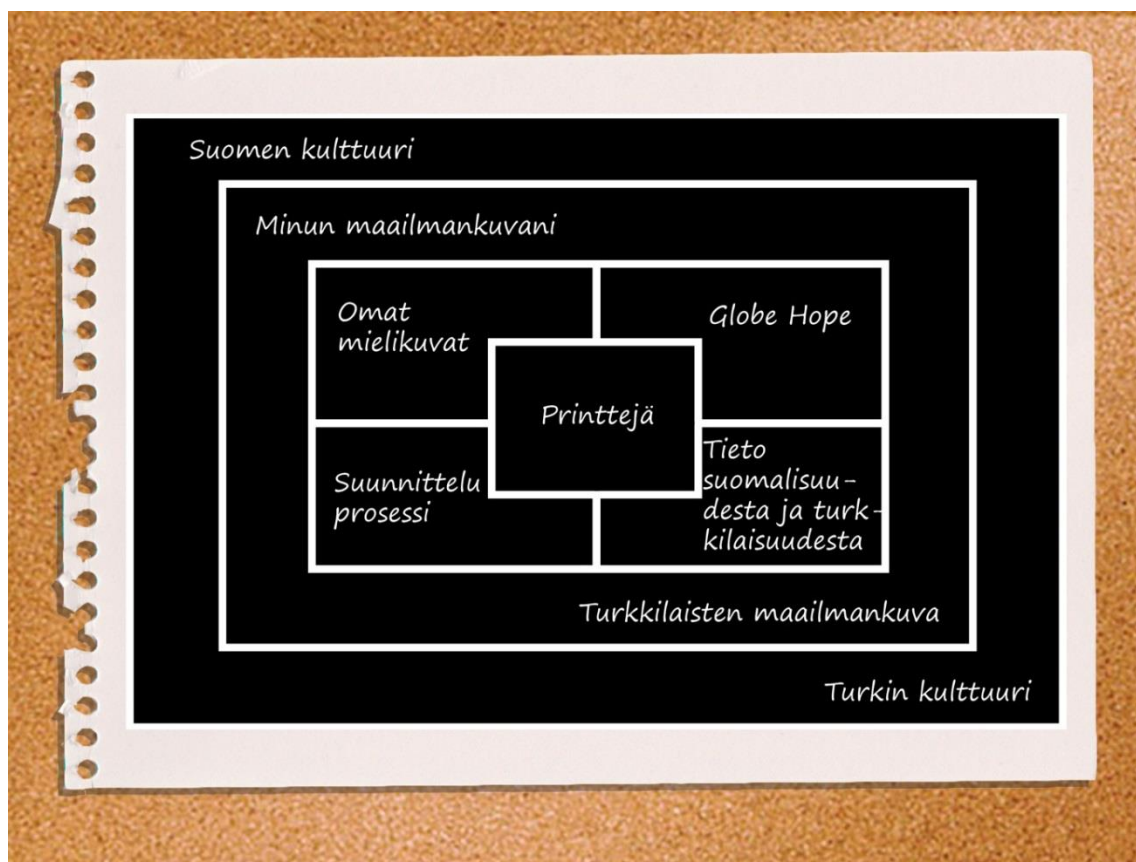 Suomen kulttuuri
Minun maailmankuvani
Omat
mielikuvat
Globe Hope
Printtejä
Suunnittelu
prosessi
Tieto
suomalisuu-
desta ja turk-
kilaisuudesta
Turkkilaisten maailmankuva
Turkin kulttuuri